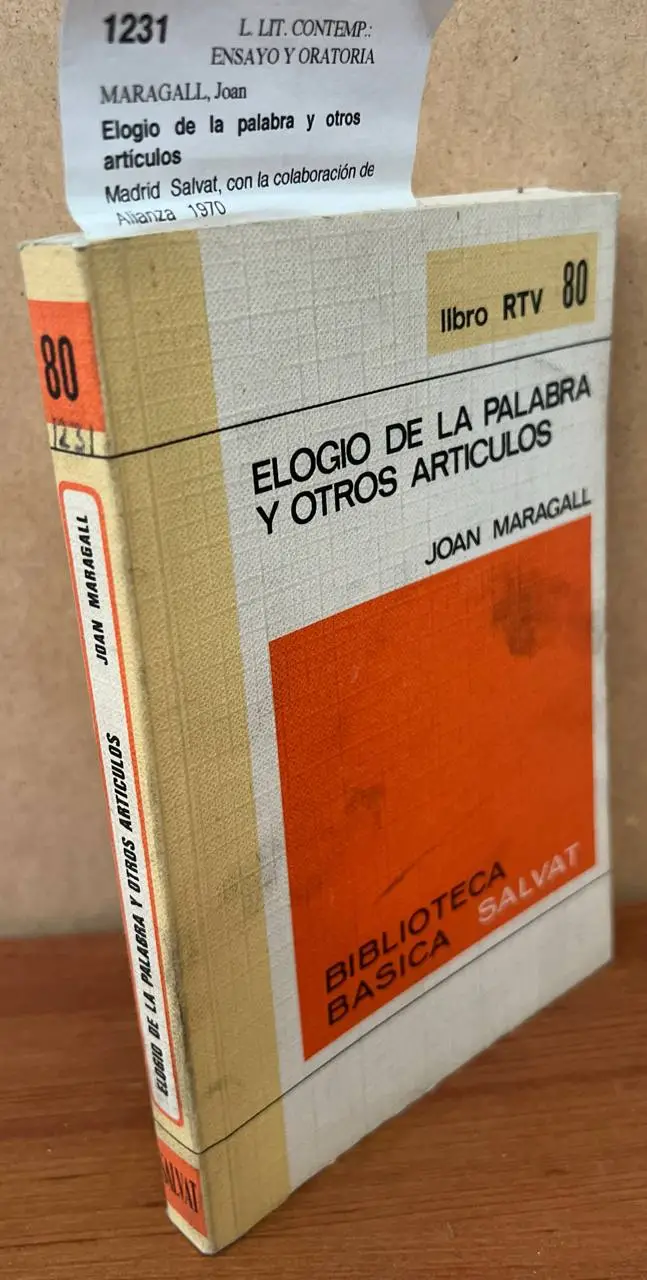 1231
L. LIT. CONTEMP.:
ENSAYO Y ORATORIA
MARAGALL, Joan
Elogio de la palabra y otros
artículos
Madrid Salvat, con la colaboración de
Alianza 1970
libro RTV 80
ELOGIO DE LA PALABRA
Y OTROS ARTICULOS
JOAN MARAGALL
BIBLIOTECA
BASICA SALVAT
80
1231
ELOGIO DE LA PALABRA Y OTROS ARTICULOS JOAN MARAGALL
SALVAT